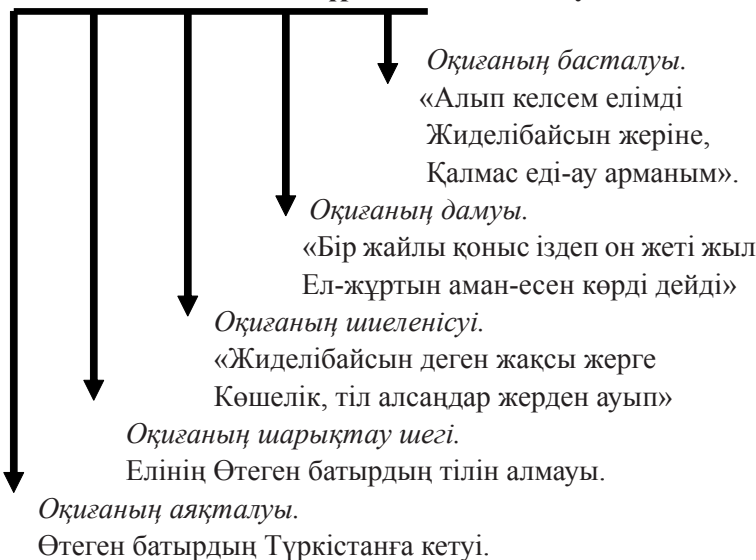 Оқиғаның басталуы.
«Алып келсем елімді
Жиделібайсын жеріне,
Қалмас еді-ау арманым».
Оқиғаның дамуы.
«Бір жайлы қоныс іздеп он жеті жыл
Ел-жұртын аман-есен көрді дейді»
Оқиғаның шиеленісуі.
«Жиделібайсын деген жақсы жерге
Көшелік, тіл алсаңдар жерден ауып»
Оқиғаның шарықтау шегі.
Елінің Өтеген батырдың тілін алмауы.
Оқиғаның аяқталуы.
Өтеген батырдың Түркістанға кетуі.